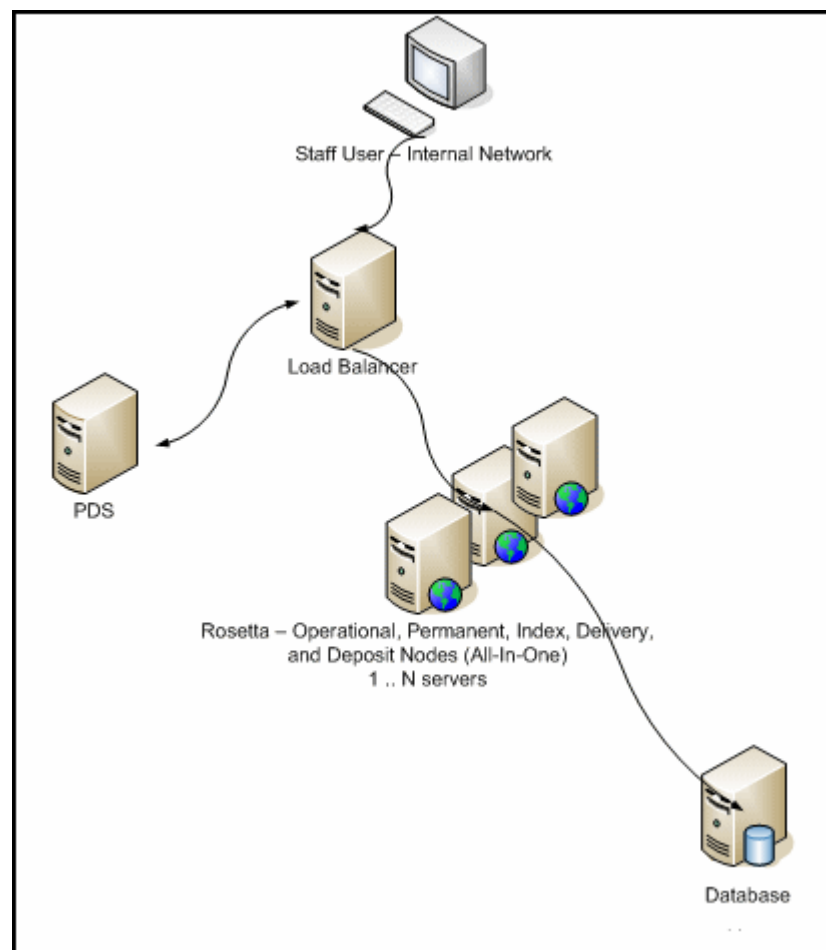 Staff User – Internal Network
Load Balancer
PDS
Rosetta – Operational, Permanent, Index, Delivery,
and Deposit Nodes (All-In-One)
1 .. N servers
Database
. .